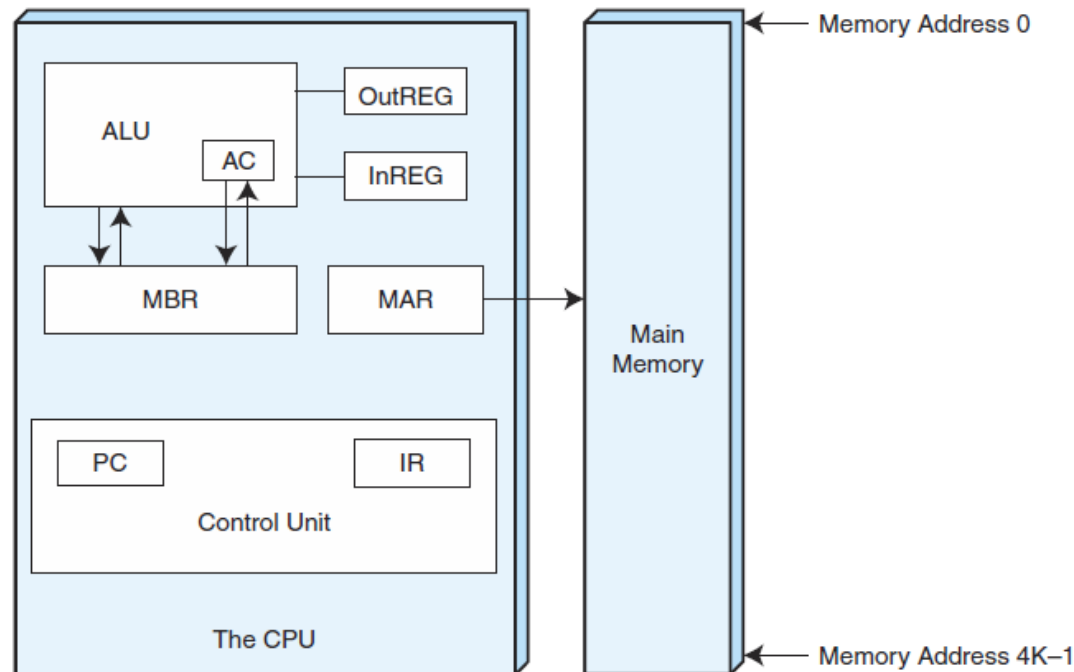 Memory Address 0
OutREG
ALU
AC
InREG
MBR
MAR
Main
Memory
PC
IR
Control Unit
The CPU
Memory Address 4K–1